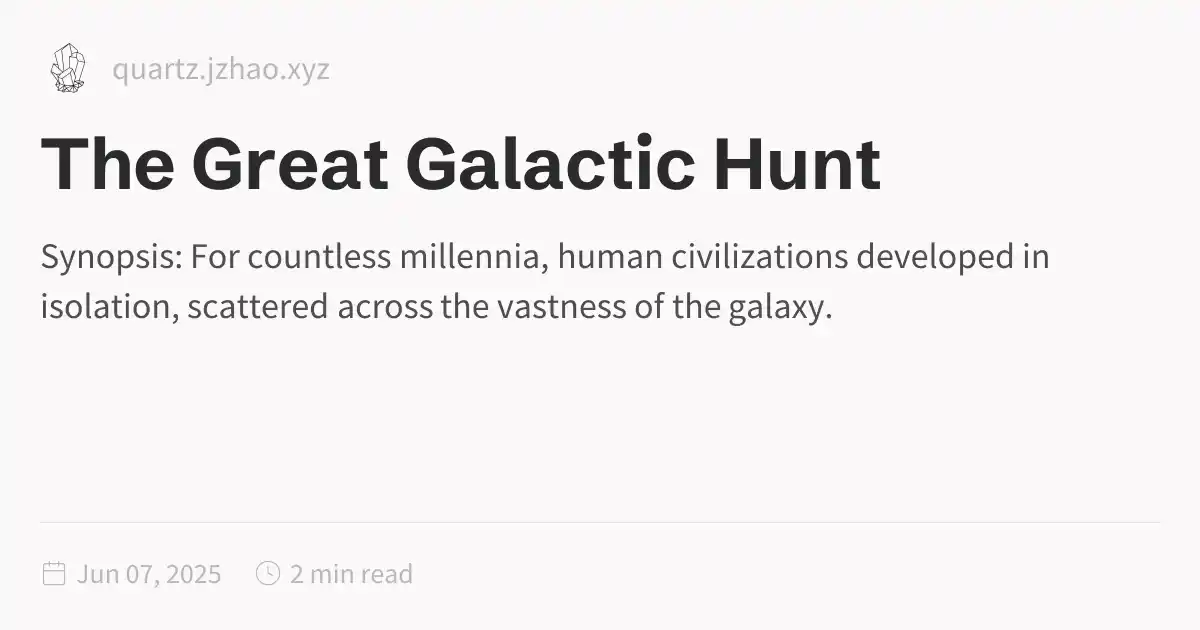 quartz.jzhao.xyz
The Great Galactic Hunt
Synopsis: For countless millennia, human civilizations developed in
isolation, scattered across the vastness of the galaxy.
Jun 07, 2025 2 min read